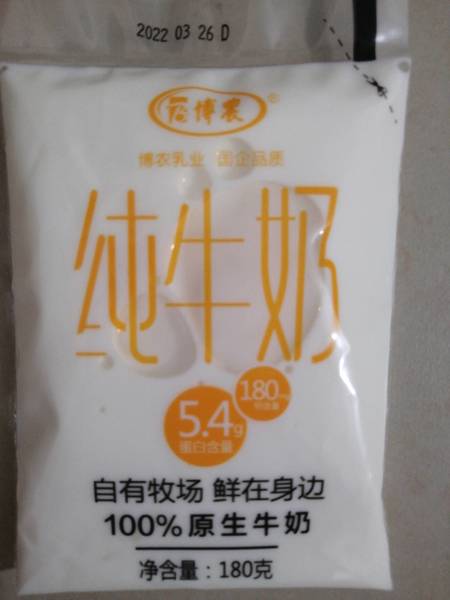 2022 03 26 D
博农®
博农乳业 国企品质
纯牛奶
180mg
5.4g
蛋白含量
自有牧场 鲜在身边
100%原生牛奶
净含量：180克